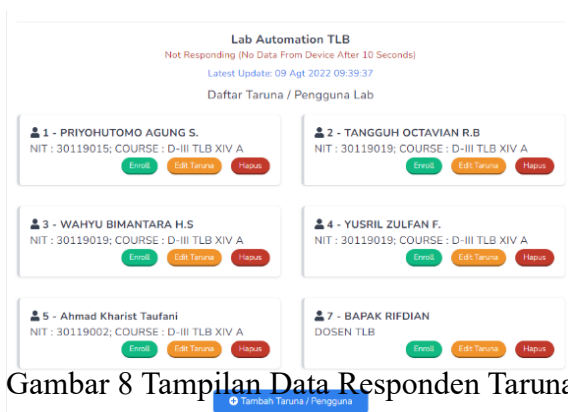 Lab Automation TLB
Not Responding (No Data From Device After 10 Seconds)
Latest Update: 09 Agt 2022 09:39:37
Daftar Taruna / Pengguna Lab
1 - PRIYOHUTOMO AGUNG S.
NIT : 30119015; COURSE : D-III TLB XIV A
Enroll Edit Taruna Hapus
2 - TANGGUH OCTAVIAN R.B
NIT : 30119019; COURSE : D-III TLB XIV A
Enroll Edit Taruna Hapus
3 - WAHYU BIMANTARA H.S
NIT : 30119019; COURSE : D-III TLB XIV A
Enroll Edit Taruna Hapus
4 - YUSRIL ZULFAN F.
NIT : 30119019; COURSE : D-III TLB XIV A
Enroll Edit Taruna Hapus
5 - Ahmad Kharist Taufani
NIT : 30119002; COURSE : D-III TLB XIV A
Enroll Edit Taruna Hapus
7 - BAPAK RIFDIAN
DOSEN TLB
Enroll Edit Taruna Hapus
Gambar 8 Tampilan Data Responden Taruna
Tambah Taruna / Pengguna